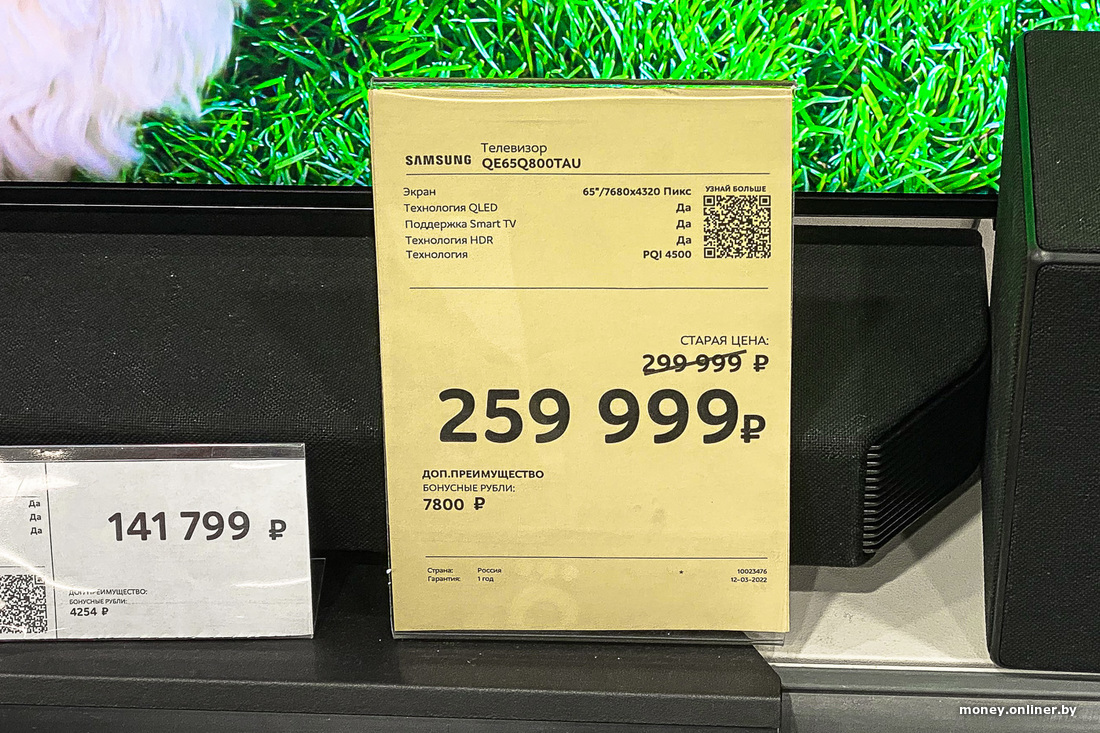 Телевизор
SAMSUNG QE65Q800TAU
Экран 65"/7680x4320 Пикс
УЗНАЙ БОЛЬШЕ
Технология QLED Да
Поддержка Smart TV Да
Технология HDR Да
Технология PQI 4500
СТАРАЯ ЦЕНА:
299 999 ₽
259 999₽
ДОП.ПРЕИМУЩЕСТВО
БОНУСНЫЕ РУБЛИ:
7800 ₽
Страна: Россия * 10023476
Гарантия: 1 год 12-03-2022
Да
Да
Да
141 799 ₽
ДОП.ПРЕИМУЩЕСТВО:
БОНУСНЫЕ РУБЛИ:
4254 ₽
money.onliner.by